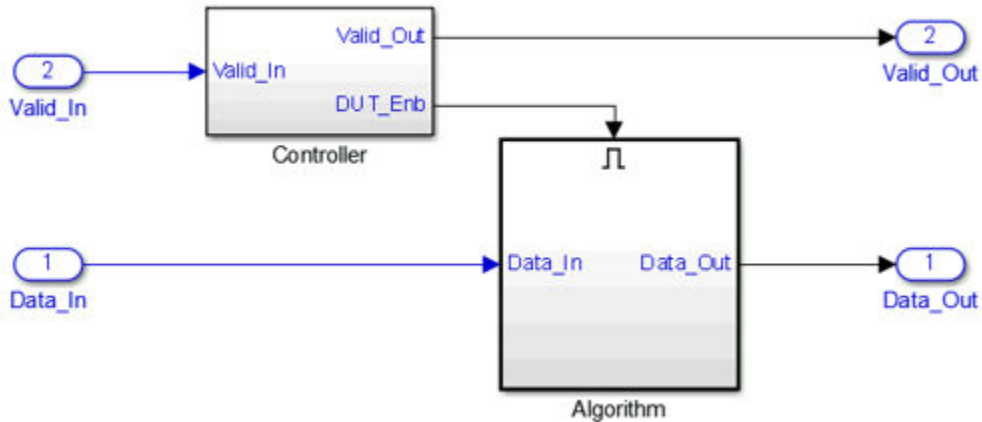 Valid_Out
2
2
Valid_In
Valid_Out
Valid_In
DUT_Enb
Controller
1
Data_In
Data_Out
1
Data_In
Data_Out
Algorithm